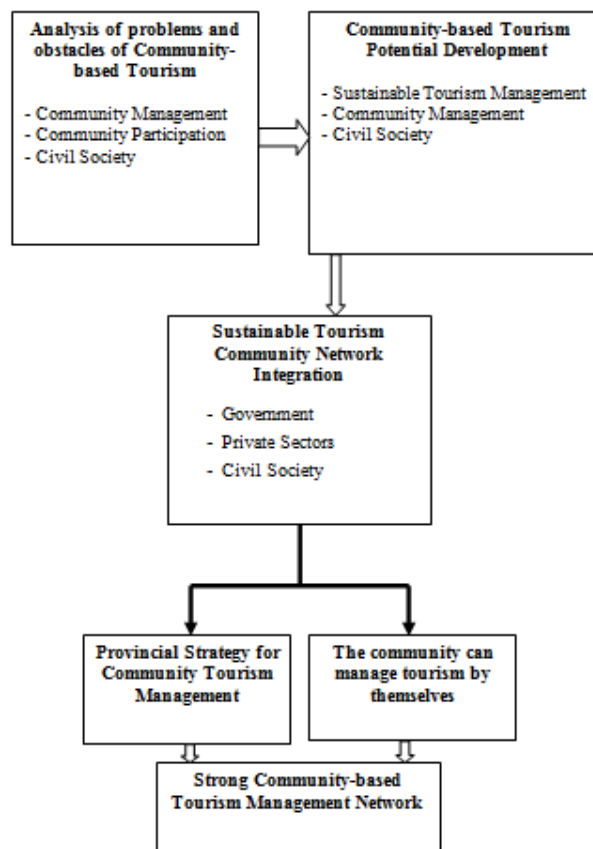 Analysis of problems and
obstacles of Community-
based Tourism
- Community Management
- Community Participation
- Civil Society
Community-based Tourism
Potential Development
- Sustainable Tourism Management
- Community Management
- Civil Society
Sustainable Tourism
Community Network
Integration
- Government
- Private Sectors
- Civil Society
Provincial Strategy for
Community Tourism
Management
The community can
manage tourism by
themselves
Strong Community-based
Tourism Management Network